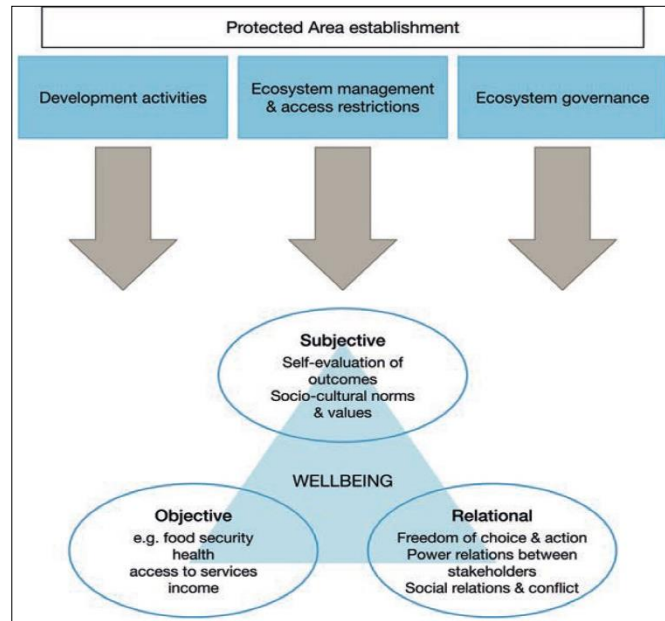 Protected Area establishment
Development activities
Ecosystem management
& access restrictions
Ecosystem governance
Subjective
Self-evaluation of
outcomes
Socio-cultural norms
& values
WELLBEING
Objective
e.g. food security
health
access to services
income
Relational
Freedom of choice & action
Power relations between
stakeholders
Social relations & conflict